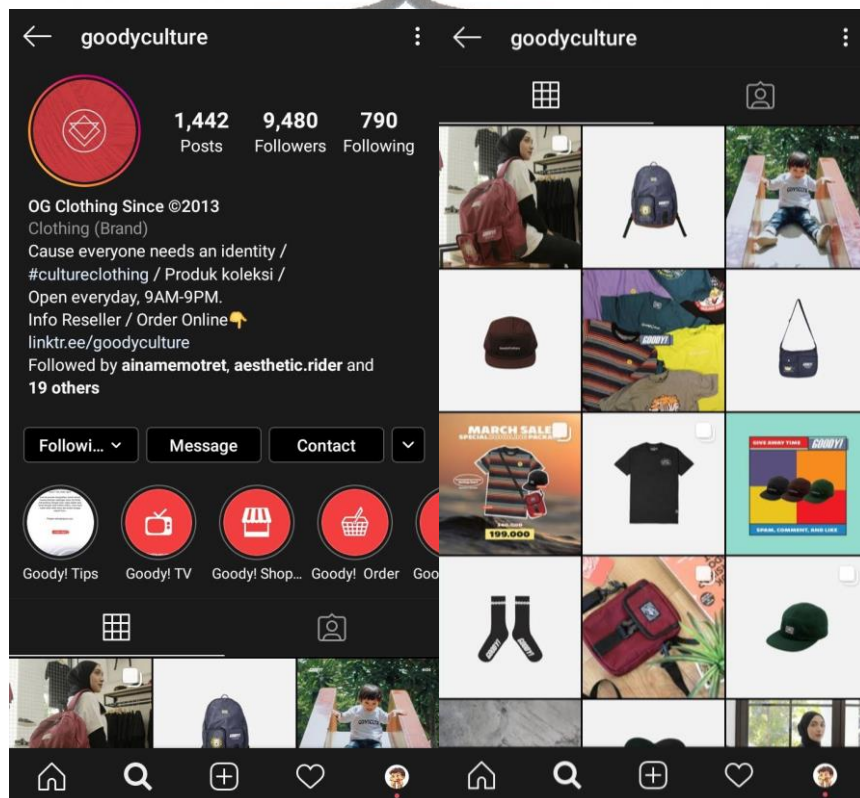 goodyculture
1,442 9,480 790
Posts Followers Following
OG Clothing Since ©2013
Clothing (Brand)
Cause everyone needs an identity /
#cultureclothing / Produk koleksi /
Open everyday, 9AM-9PM.
Info Reseller / Order Online👇
linktr.ee/goodyculture
Followed by ainamemotret, aesthetic.rider and
19 others
Followi...
Message
Contact
Goody! Tips
Goody! TV
Goody! Shop...
Goody! Order
Goo
goodyculture
GOODY!
MARCH SALE
199.000
GIVE AWAY TIME GOODY!
SPAM, COMMENT, AND LIKE
GOODY!
GOODY!